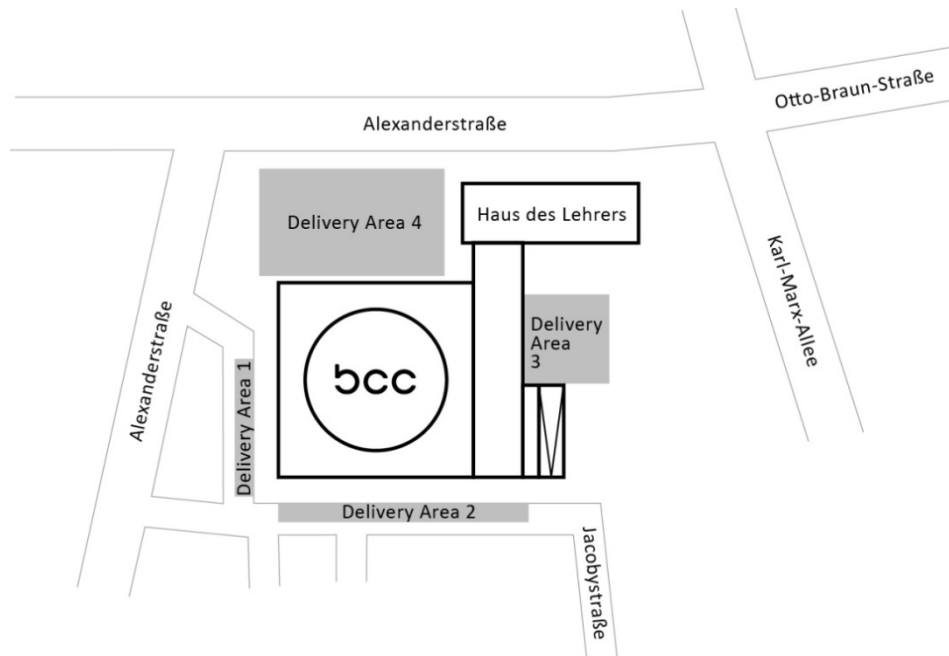 Otto-Braun-Straße
Alexanderstraße
Delivery Area 4
Haus des Lehrers
Karl-Marx-Allee
Alexanderstraße
Delivery
Area
3
Delivery Area 1
bcc
Delivery Area 2
Jacobystraße